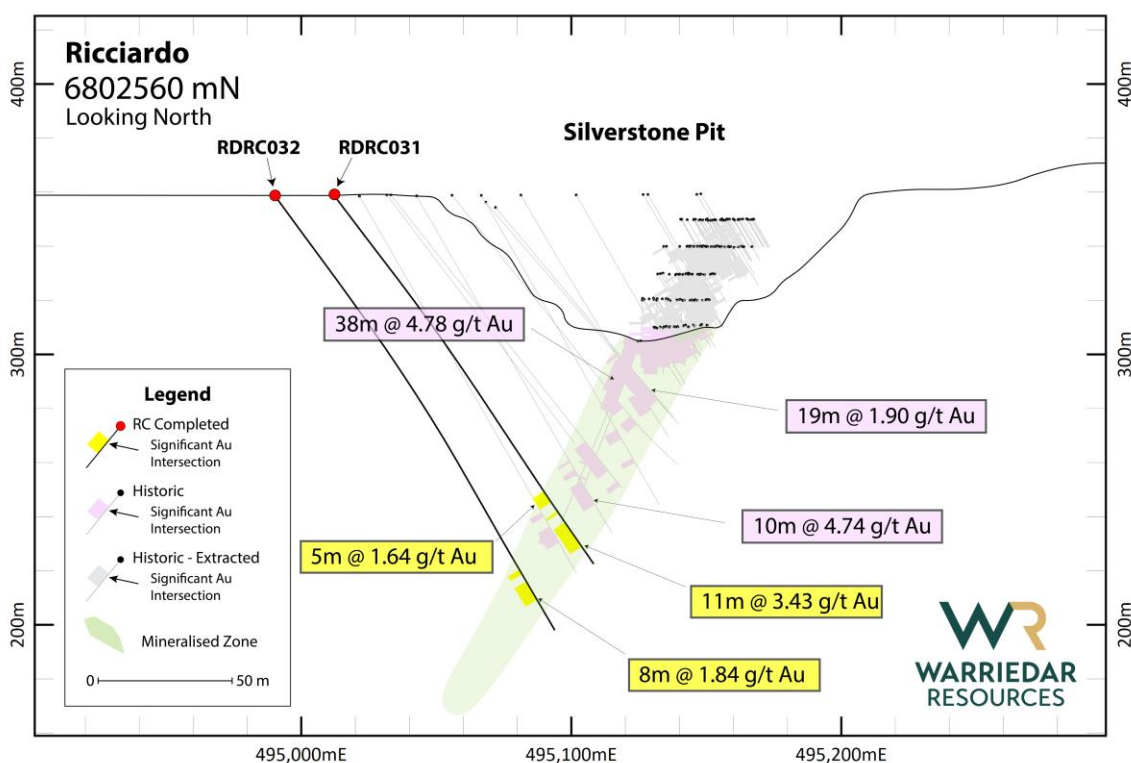 Ricciardo
6802560 mN
Looking North
400m
400m
Silverstone Pit
RDRC032
RDRC031
38m @ 4.78 g/t Au
300m
300m
19m @ 1.90 g/t Au
10m @ 4.74 g/t Au
5m @ 1.64 g/t Au
11m @ 3.43 g/t Au
8m @ 1.84 g/t Au
200m
200m
Legend
RC Completed
Significant Au
Intersection
Historic
Significant Au
Intersection
Historic - Extracted
Significant Au
Intersection
Mineralised Zone
0 50 m
WR
WARRIEDAR
RESOURCES
495,000mE 495,100mE 495,200mE